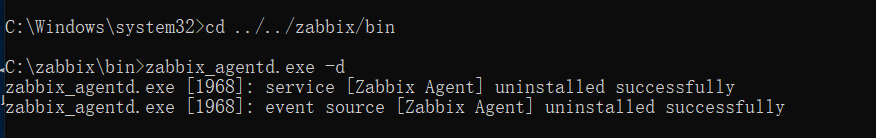 C:\Windows\system32>cd ../../zabbix/bin
C:\zabbix\bin>zabbix_agentd.exe -d
zabbix_agentd.exe [1968]: service [Zabbix Agent] uninstalled successfully
zabbix_agentd.exe [1968]: event source [Zabbix Agent] uninstalled successfully